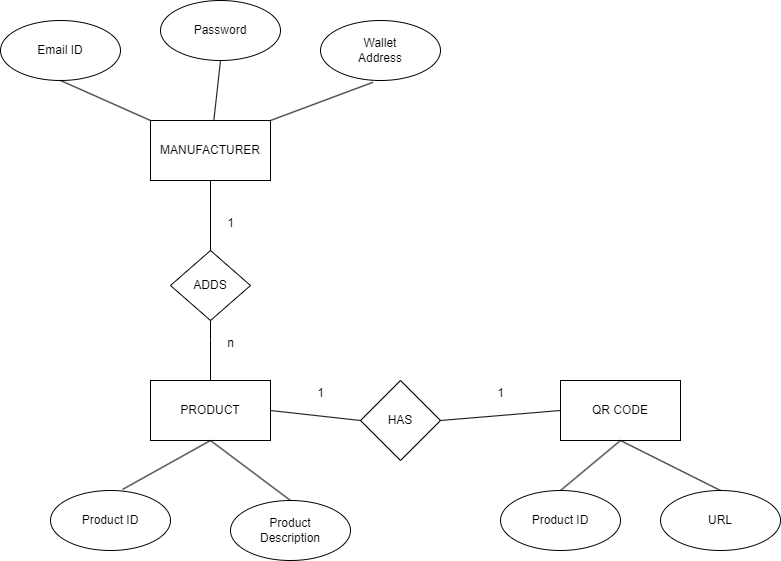 Password
Email ID
Wallet
Address
MANUFACTURER
1
ADDS
n
PRODUCT
1
HAS
1
QR CODE
Product ID
Product
Description
Product ID
URL